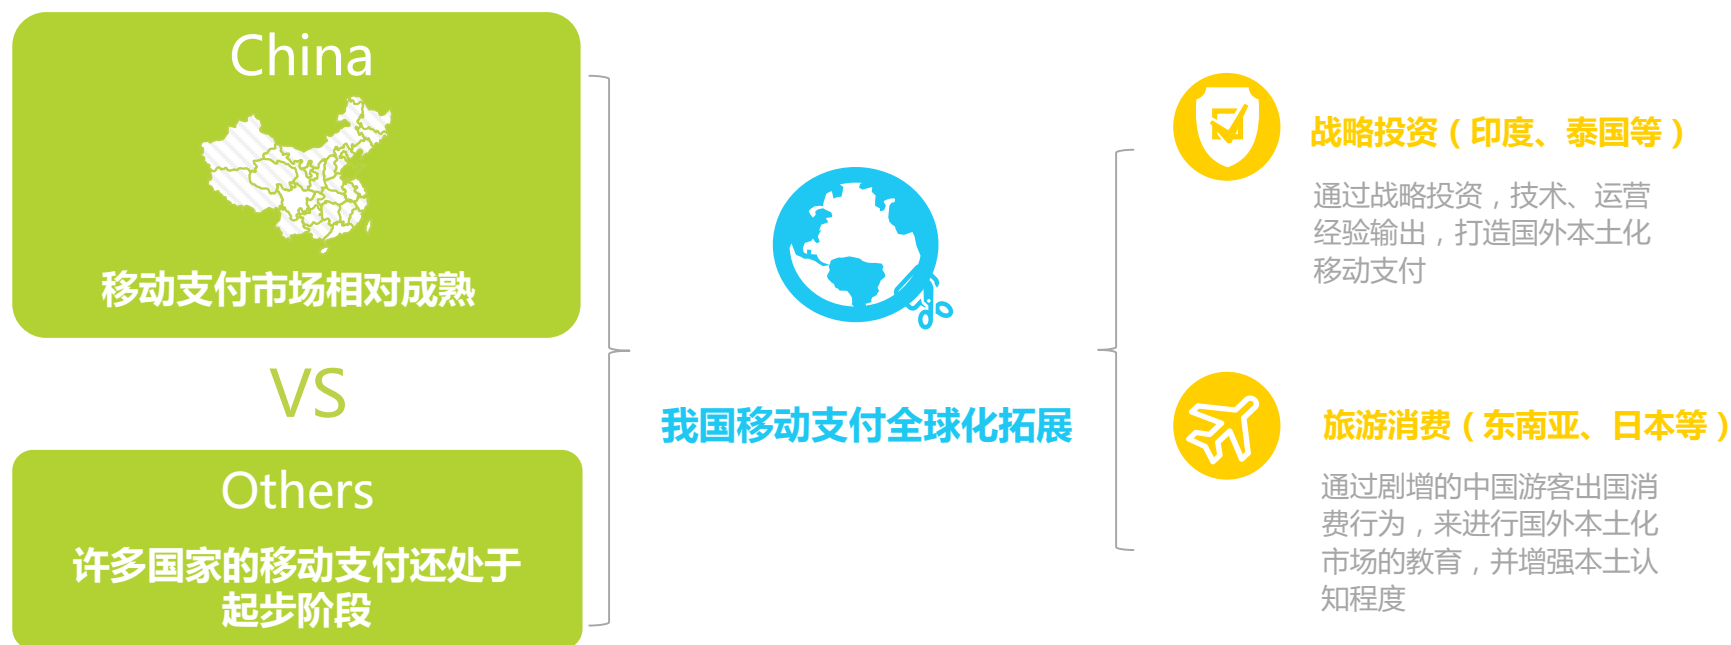 China
移动支付市场相对成熟
VS
Others
许多国家的移动支付还处于
起步阶段
我国移动支付全球化拓展
战略投资（印度、泰国等）
通过战略投资，技术、运营
经验输出，打造国外本土化
移动支付
旅游消费（东南亚、日本等）
通过剧增的中国游客出国消
费行为，来进行国外本土化
市场的教育，并增强本土认
知程度